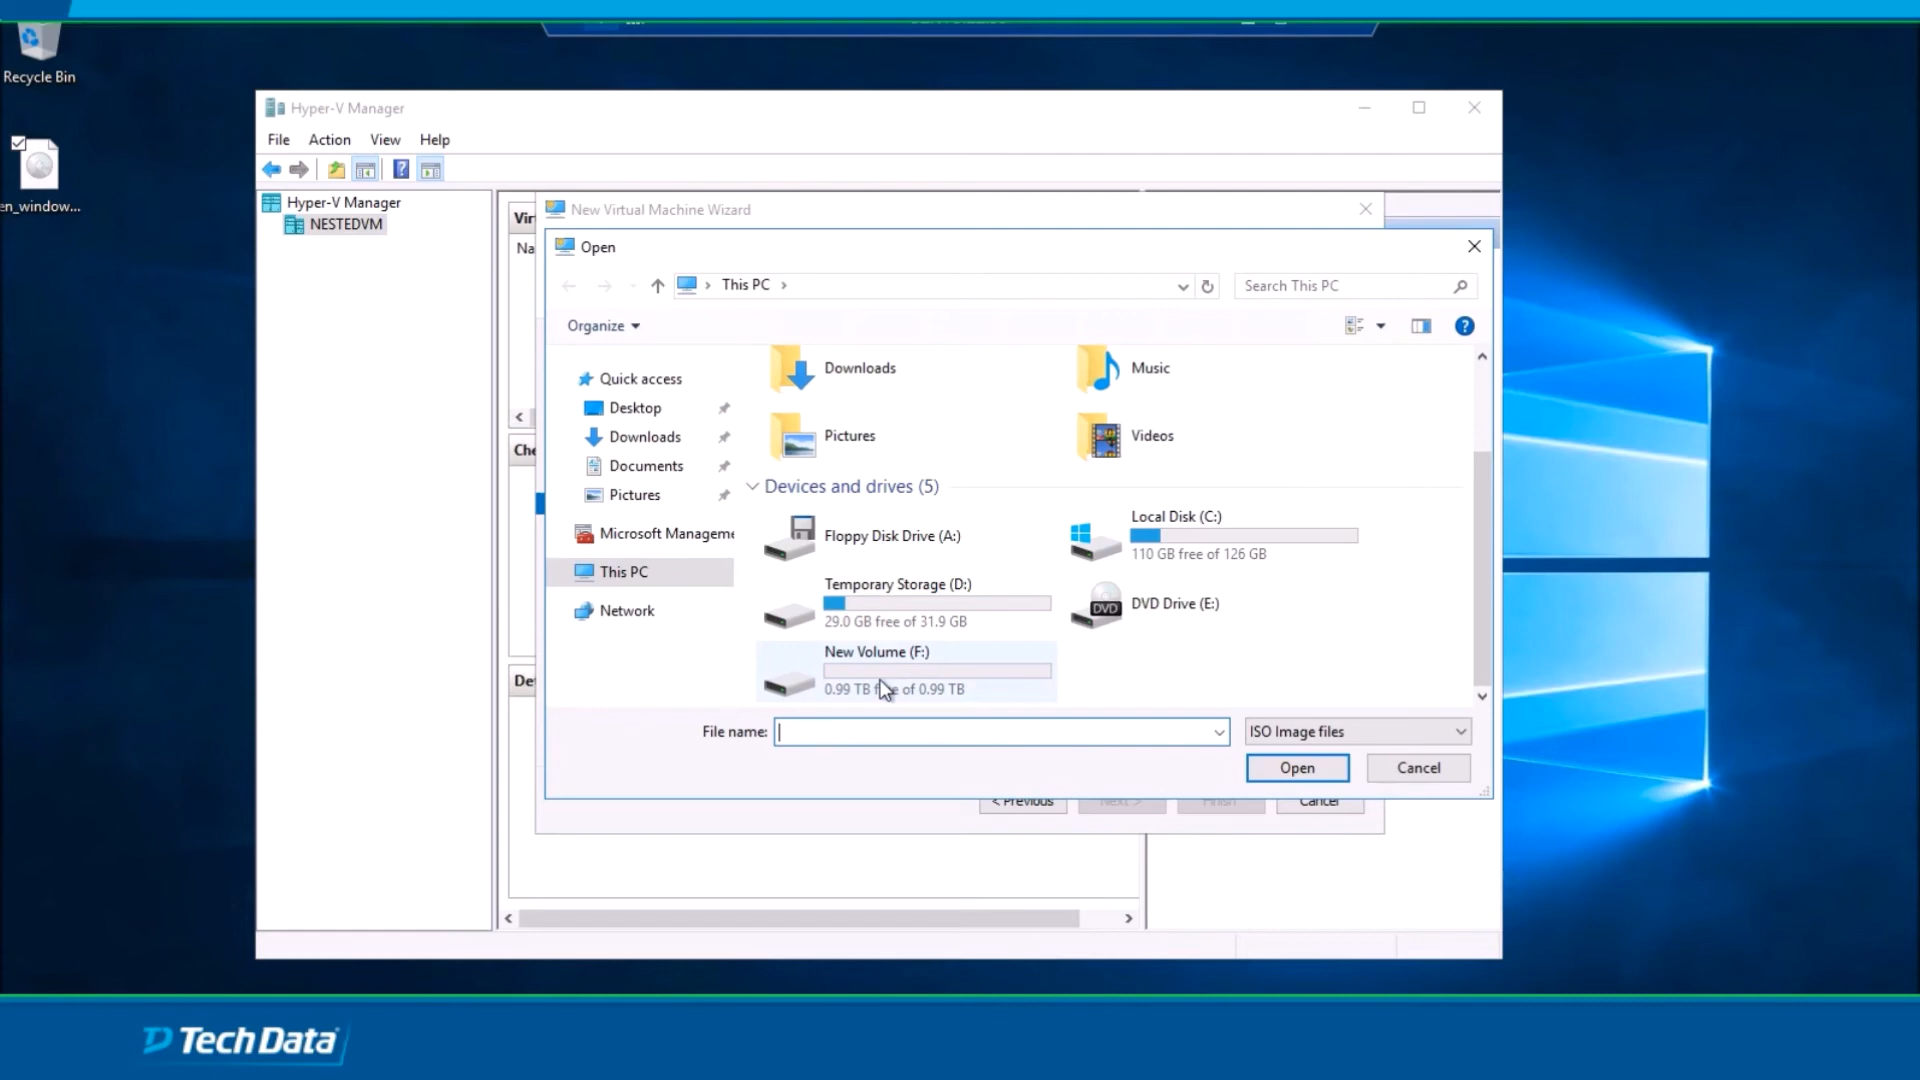 Recycle Bin
en_window...
Hyper-V Manager
File Action View Help
Hyper-V Manager
NESTEDVM
Vir
New Virtual Machine Wizard
Na
Open
This PC
Search This PC
Organize
Quick access
Desktop
Downloads
Documents
Pictures
Microsoft Manageme
This PC
Network
Downloads
Music
Pictures
Videos
Devices and drives (5)
Floppy Disk Drive (A:)
Local Disk (C:)
110 GB free of 126 GB
Temporary Storage (D:)
29.0 GB free of 31.9 GB
DVD
DVD Drive (E:)
New Volume (F:)
0.99 TB free of 0.99 TB
Che
De
File name:
ISO Image files
Open
Cancel
< Previous
Next >
Finish
Cancel
TechData